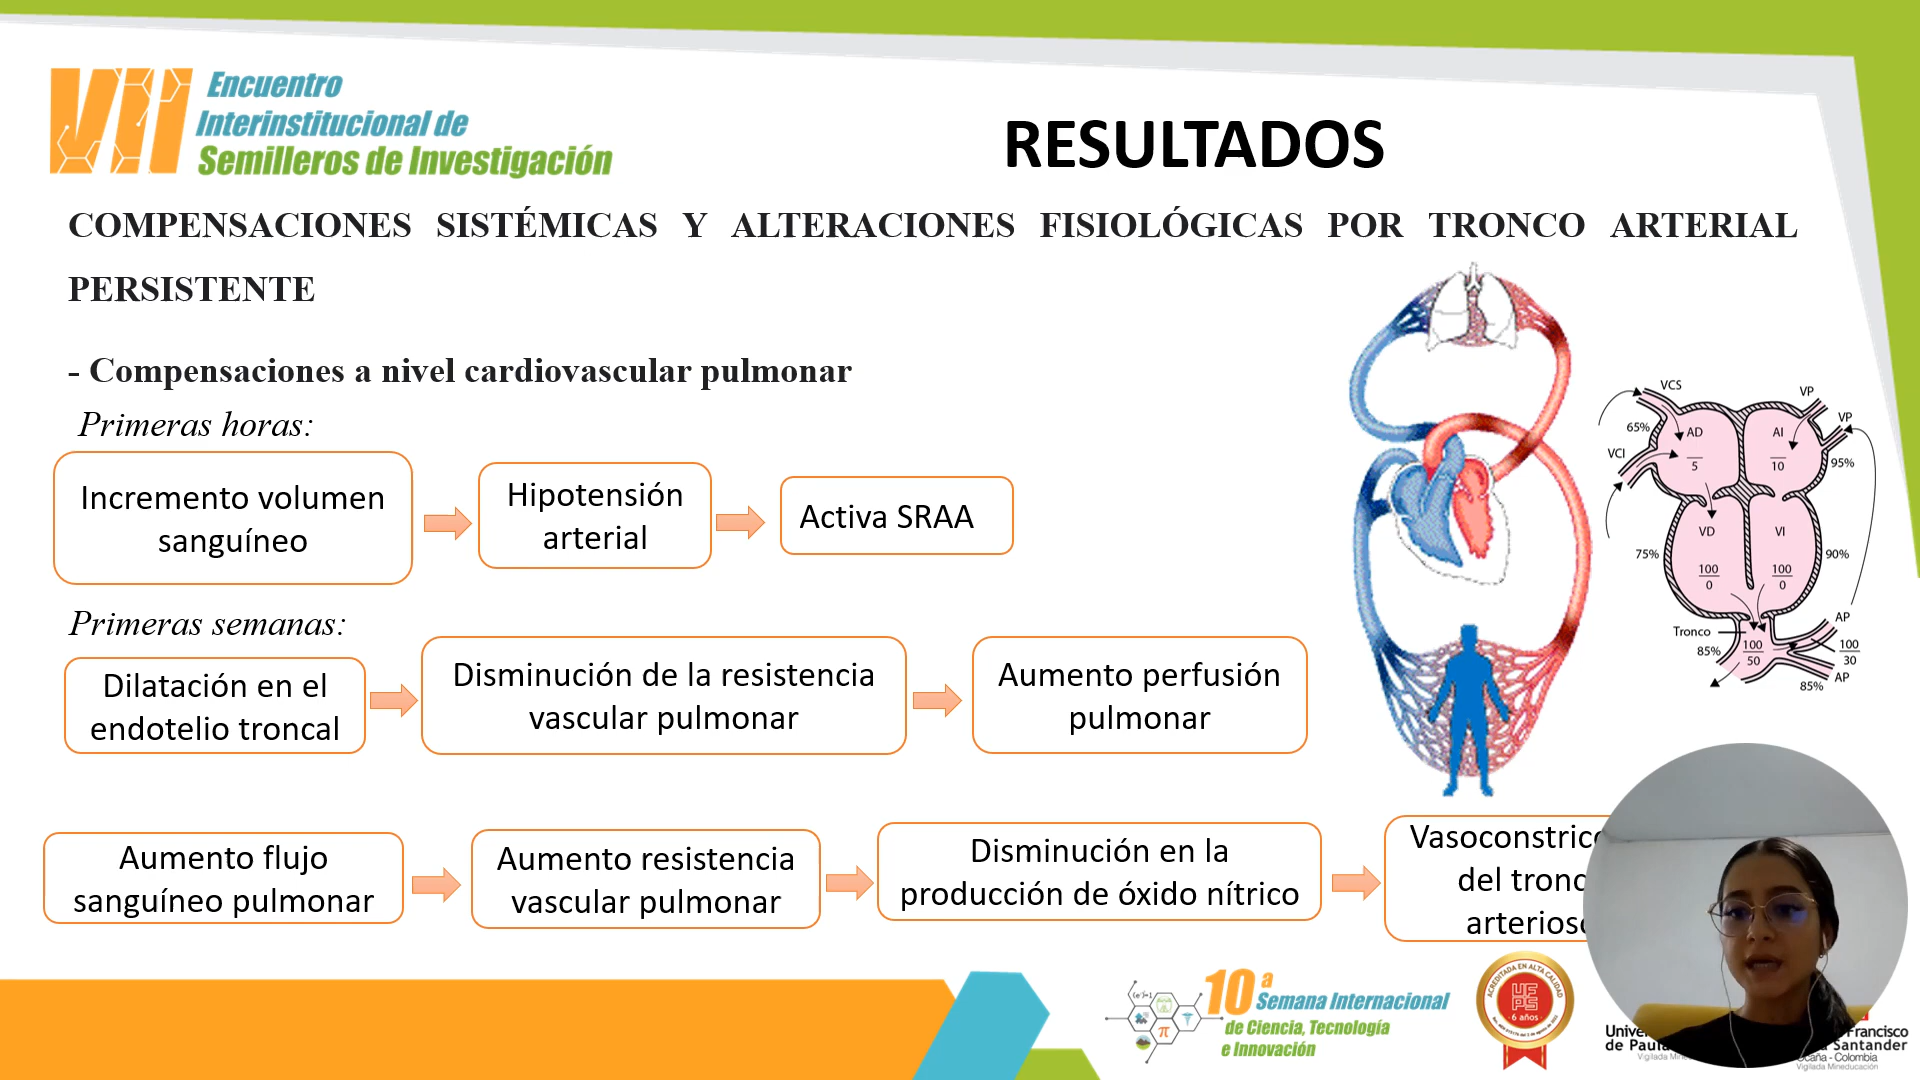 VII Encuentro
Interinstitucional de
Semilleros de Investigación
RESULTADOS
COMPENSACIONES SISTÉMICAS Y ALTERACIONES FISIOLÓGICAS POR TRONCO ARTERIAL
PERSISTENTE
- Compensaciones a nivel cardiovascular pulmonar
Primeras horas:
Incremento volumen
sanguíneo
Hipotensión
arterial
Activa SRAA
Primeras semanas:
Dilatación en el
endotelio troncal
Disminución de la resistencia
vascular pulmonar
Aumento perfusión
pulmonar
Aumento flujo
sanguíneo pulmonar
Aumento resistencia
vascular pulmonar
Disminución en la
producción de óxido nítrico
del
VCS
VP
VP
65%
AD
AI
VCI
5
10
95%
VD
VI
75%
90%
100
0
100
0
Tronco
AP
85%
100
50
100
30
AP
85%
10ª
Semana Internacional
de Ciencia, Tecnología
e Innovación
ACREDITADA EN ALTA CALIDAD
UFPS
6 años
Francisco
de Paula Santander
Ocaña - Colombia
Vigilada Mineducación